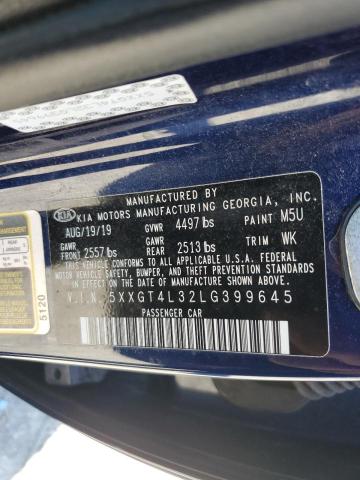 MANUFACTURED BY
KIA KIA MOTORS MANUFACTURING GEORGIA, INC.
AUG/19/19 GVWR 4497 lbs PAINT M5U
GAWR FRONT 2557 lbs GAWR REAR 2513 lbs TRIM WK
THIS VEHICLE CONFORMS TO ALL APPLICABLE U.S.A. FEDERAL
MOTOR VEHICLE SAFETY, BUMPER, AND THEFT PREVENTION
STANDARDS IN EFFECT ON THE DATE OF MANUFACTURE SHOWN ABOVE.
V.I.N. 5XXGT4L32LG399645
PASSENGER CAR
5120